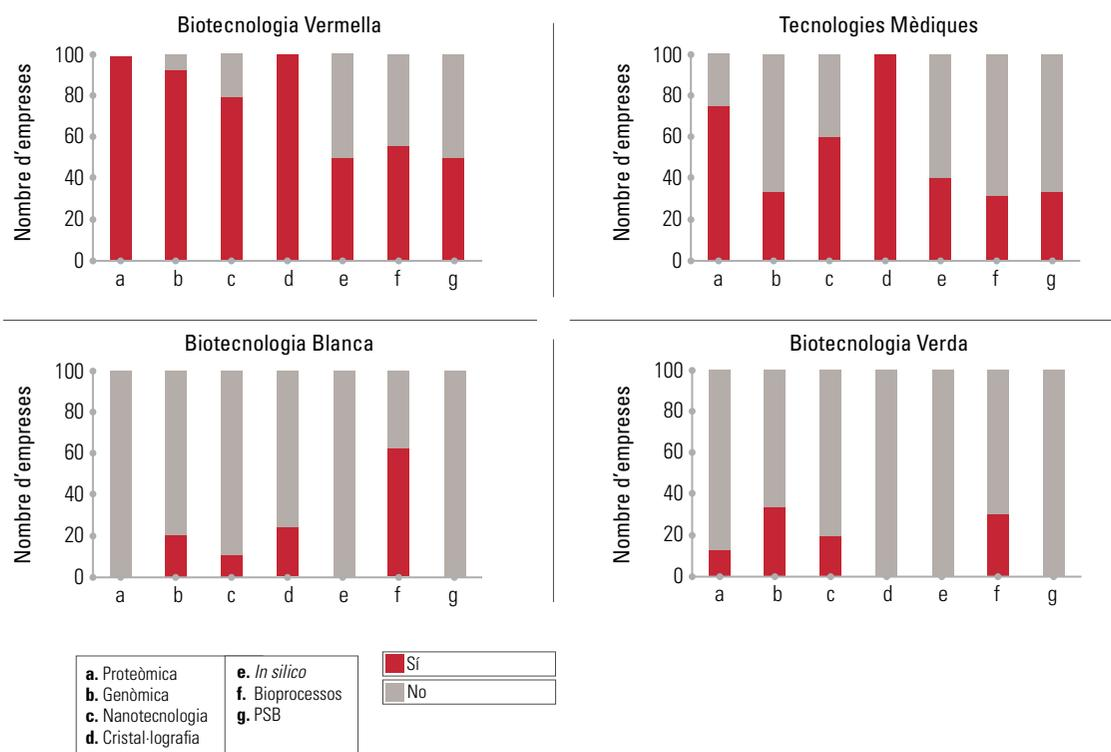 Biotecnologia Vermella
Nombre d'empreses
100
80
60
40
20
0
a b c d e f g
Tecnologies Mèdiques
Nombre d'empreses
100
80
60
40
20
0
a b c d e f g
Biotecnologia Blanca
Nombre d'empreses
100
80
60
40
20
0
a b c d e f g
Biotecnologia Verda
Nombre d'empreses
100
80
60
40
20
0
a b c d e f g
a. Proteòmica
b. Genòmica
c. Nanotecnologia
d. Cristal·lografia
e. In silico
f. Bioprocessos
g. PSB
Sí
No